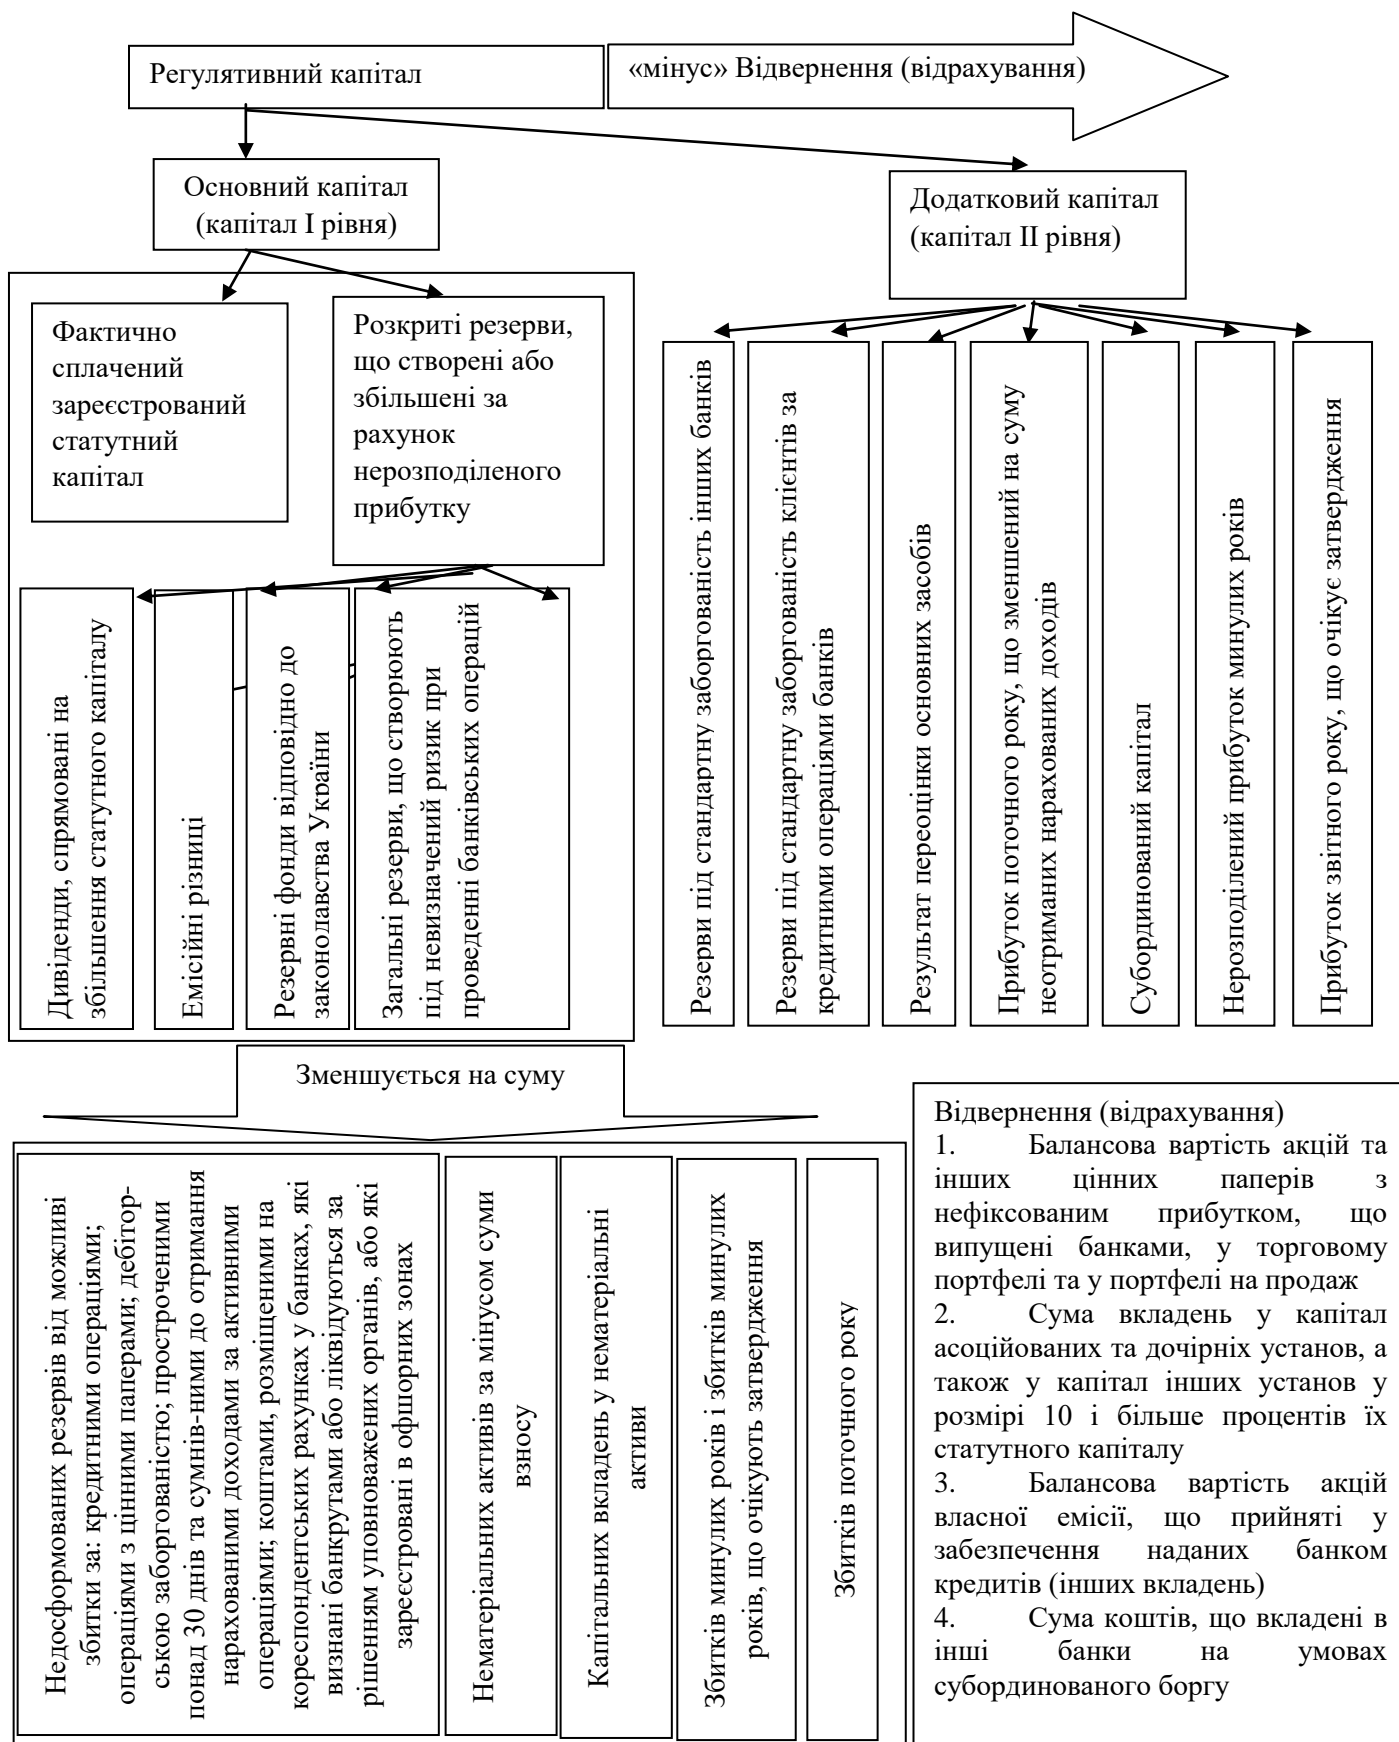 Регулятивний капітал
«мінус» Відвернення (відрахування)
Основний капітал
(капітал І рівня)
Додатковий капітал
(капітал ІІ рівня)
Фактично
сплачений
зареєстрований
статутний
капітал
Розкриті резерви,
що створені або
збільшені за
рахунок
нерозподіленого
прибутку
Дивіденди, спрямовані на
збільшення статутного капіталу
Емісійні різниці
Резервні фонди відповідно до
законодавства України
Загальні резерви, що створюють
під невизначений ризик при
проведенні банківських операцій
Резерви під стандартну заборгованість інших банків
Резерви під стандартну заборгованість клієнтів за
кредитними операціями банків
Результат переоцінки основних засобів
Прибуток поточного року, що зменшений на суму
неотриманих нарахованих доходів
Субординований капітал
Нерозподілений прибуток минулих років
Прибуток звітного року, що очікує затвердження
Зменшується на суму
Недосформованих резервів від можливі
збитки за: кредитними операціями;
операціями з цінними паперами; дебітор-
ською заборгованістю; простроченими
понад 30 днів та сумнів-ними до отримання
нарахованими доходами за активними
операціями; коштами, розміщеними на
кореспондентських рахунках у банках, які
визнані банкрутами або ліквідуються за
рішенням уповноважених органів, або які
зареєстровані в офшорних зонах
Нематеріальних активів за мінусом суми
взносу
Капітальних вкладень у нематеріальні
активи
Збитків минулих років і збитків минулих
років, що очікують затвердження
Збитків поточного року
Відвернення (відрахування)
1. Балансова вартість акцій та
інших цінних паперів з
нефіксованим прибутком, що
випущені банками, у торговому
портфелі та у портфелі на продаж
2. Сума вкладень у капітал
асоційованих та дочірніх установ, а
також у капітал інших установ у
розмірі 10 і більше процентів їх
статутного капіталу
3. Балансова вартість акцій
власної емісії, що прийняті у
забезпечення наданих банком
кредитів (інших вкладень)
4. Сума коштів, що вкладені в
інші банки на умовах
субординованого боргу